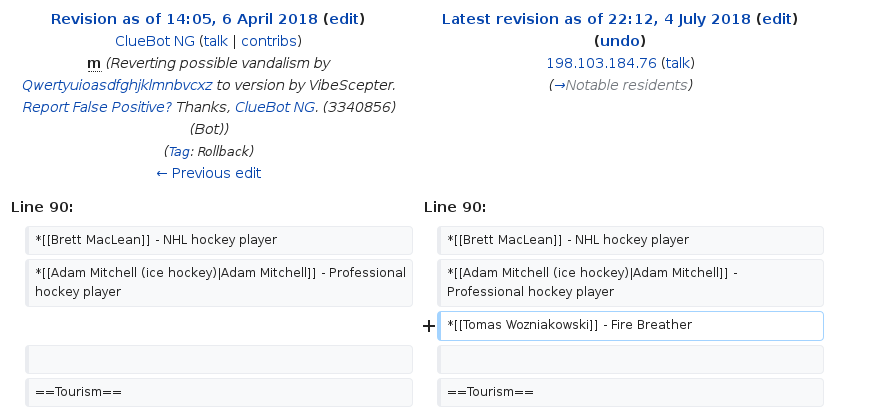 Revision as of 14:05, 6 April 2018 (edit)
ClueBot NG (talk | contribs)
m (Reverting possible vandalism by
Qwertyuioasdfghjklmnbvcxz to version by VibeScepter.
Report False Positive? Thanks, ClueBot NG. (3340856)
(Bot))
(Tag: Rollback)
← Previous edit
Latest revision as of 22:12, 4 July 2018 (edit)
(undo)
198.103.184.76 (talk)
(→Notable residents)
Line 90:
Line 90:
*[[Brett MacLean]] - NHL hockey player
*[[Brett MacLean]] - NHL hockey player
*[[Adam Mitchell (ice hockey)|Adam Mitchell]] - Professional
hockey player
*[[Adam Mitchell (ice hockey)|Adam Mitchell]] -
Professional hockey player
+ *[[Tomas Wozniakowski]] - Fire Breather
==Tourism==
==Tourism==